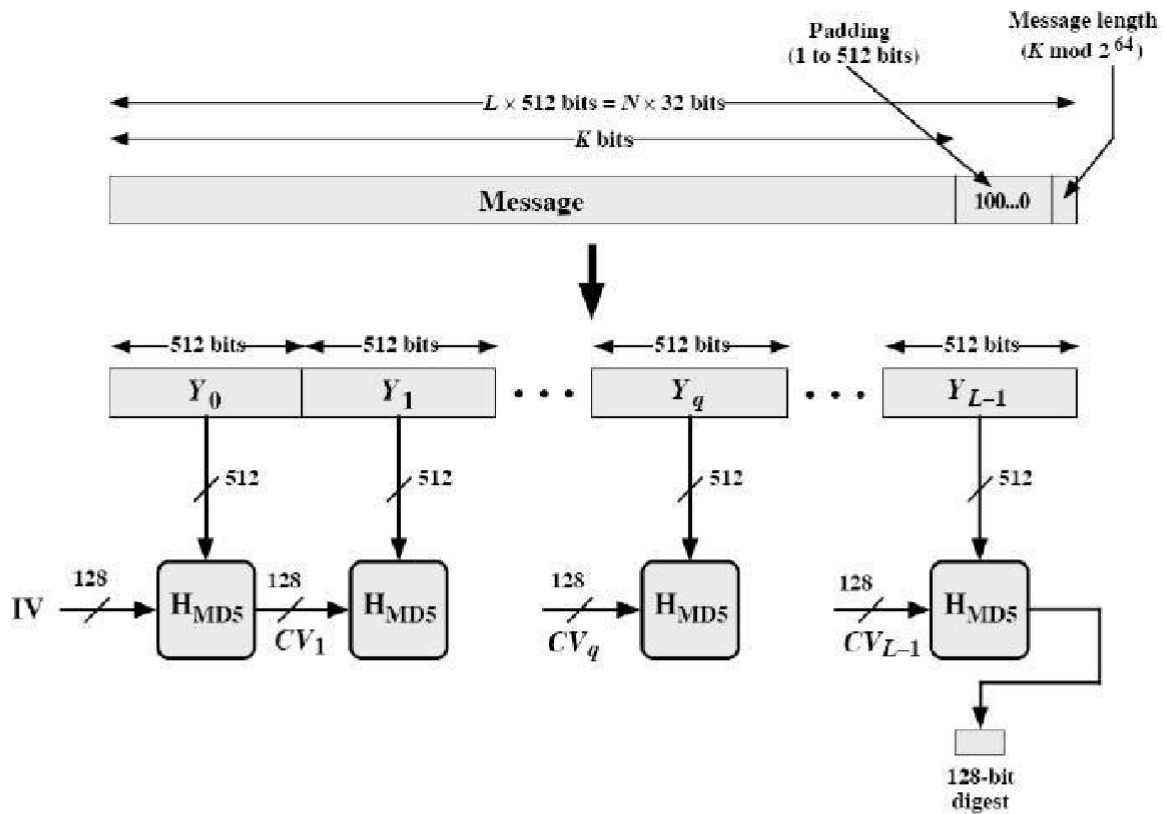 Padding
(1 to 512 bits)
Message length
(K mod 2^64)
L × 512 bits = N × 32 bits
K bits
Message
100...0
512 bits
512 bits
512 bits
512 bits
Y0
Y1
• • •
Yq
• • •
YL–1
512
512
512
512
IV
128
HMD5
128
CV1
HMD5
128
CVq
HMD5
128
CVL–1
HMD5
128-bit
digest